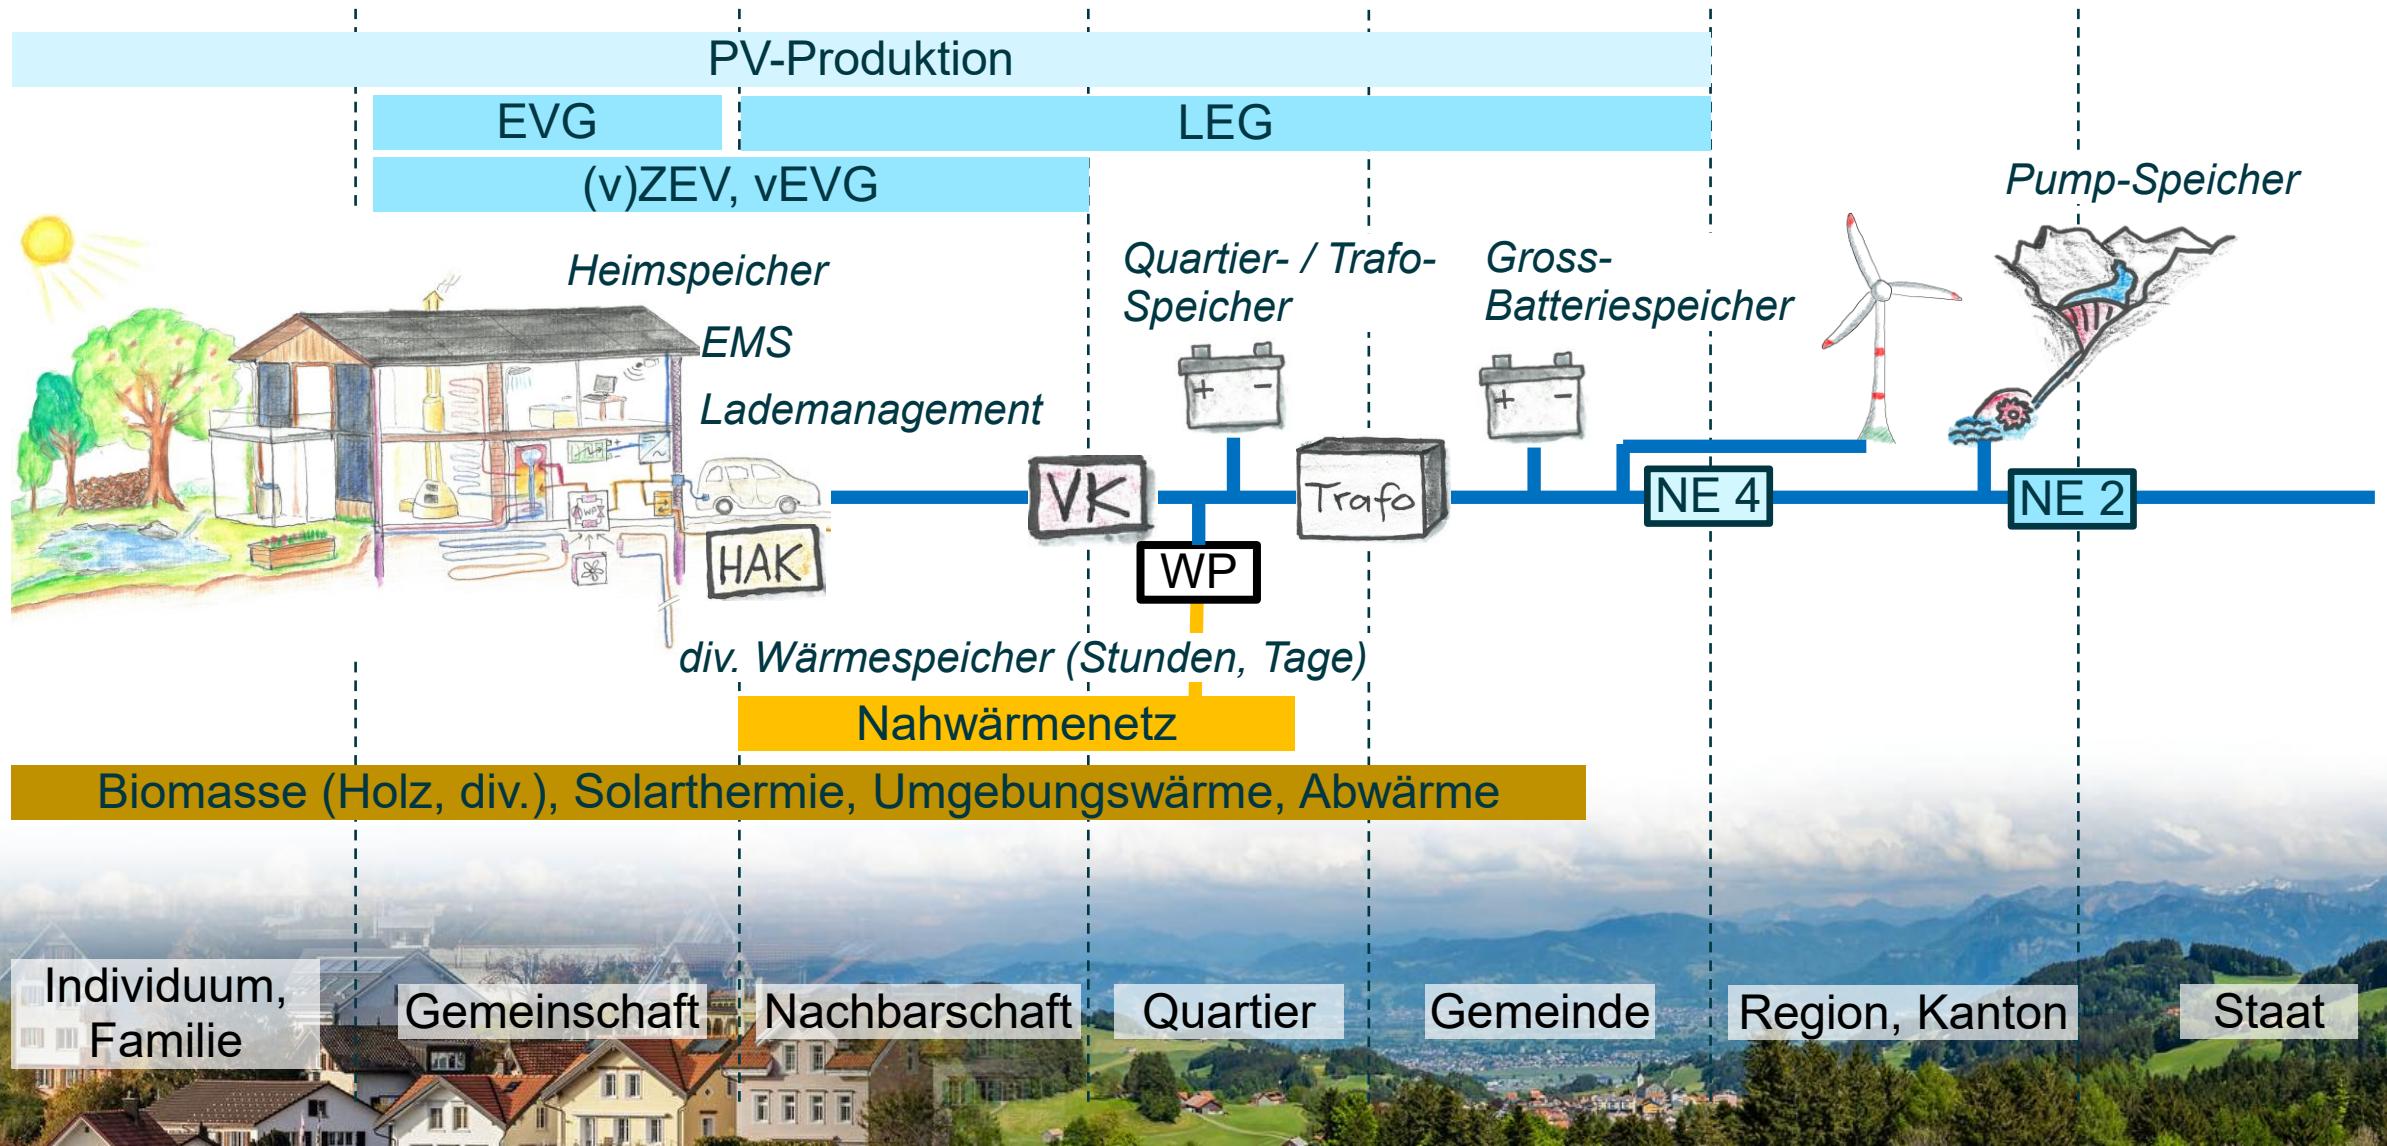 PV-Produktion
EVG
LEG
(v)ZEV, vEVG
Pump-Speicher
Heimspeicher
EMS
Lademanagement
Quartier- / Trafo-
Speicher
Gross-
Batteriespeicher
+ −
+ −
VK
Trafo
NE 4
NE 2
WP
HAK
WP
div. Wärmespeicher (Stunden, Tage)
Nahwärmenetz
Biomasse (Holz, div.), Solarthermie, Umgebungswärme, Abwärme
Individuum,
Familie
Gemeinschaft
Nachbarschaft
Quartier
Gemeinde
Region, Kanton
Staat